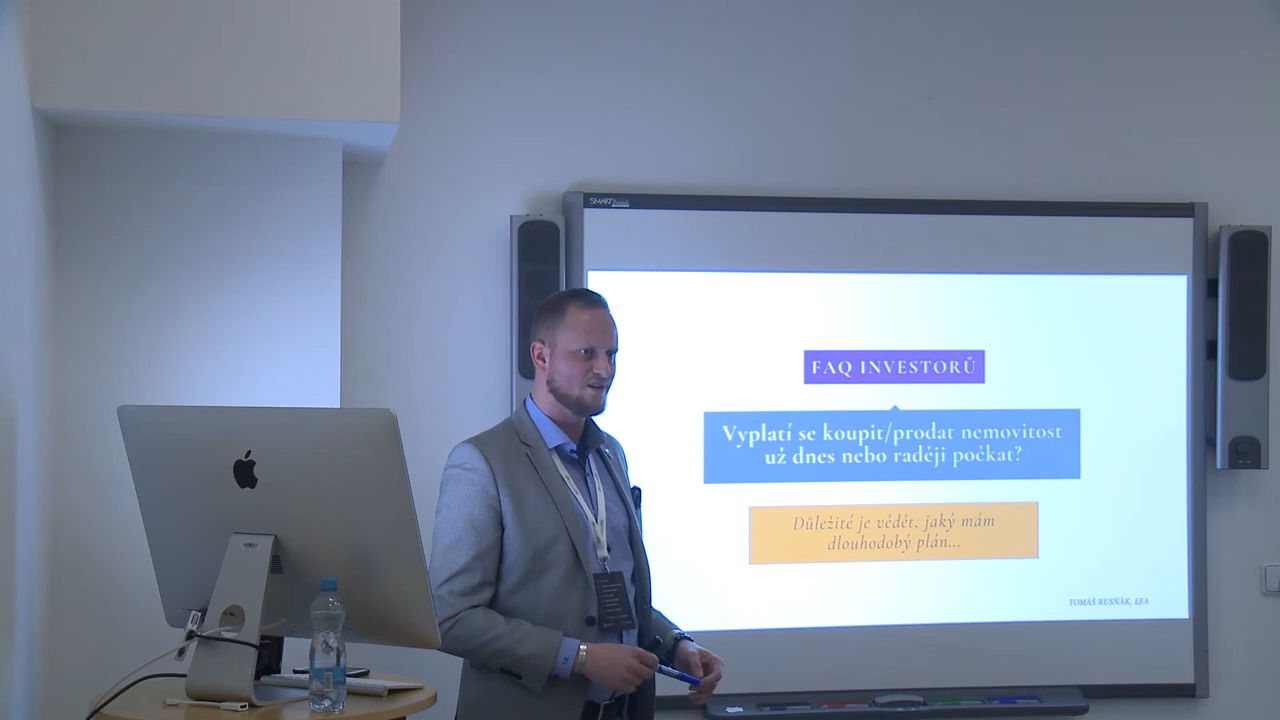 SMART Board
FAQ INVESTORŮ
Vyplatí se koupit/prodat nemovitost
už dnes nebo raději počkat?
Důležité je vědět, jaký mám
dlouhodobý plán...
TOMÁŠ RUSŇÁK, EFA